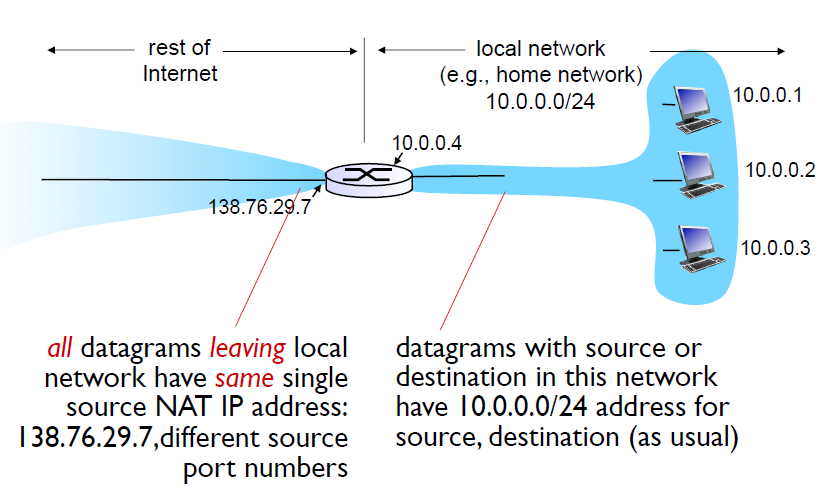 rest of
Internet
local network
(e.g., home network)
10.0.0.0/24
10.0.0.1
10.0.0.4
10.0.0.2
138.76.29.7
10.0.0.3
all datagrams leaving local
network have same single
source NAT IP address:
138.76.29.7,different source
port numbers
datagrams with source or
destination in this network
have 10.0.0.0/24 address for
source, destination (as usual)